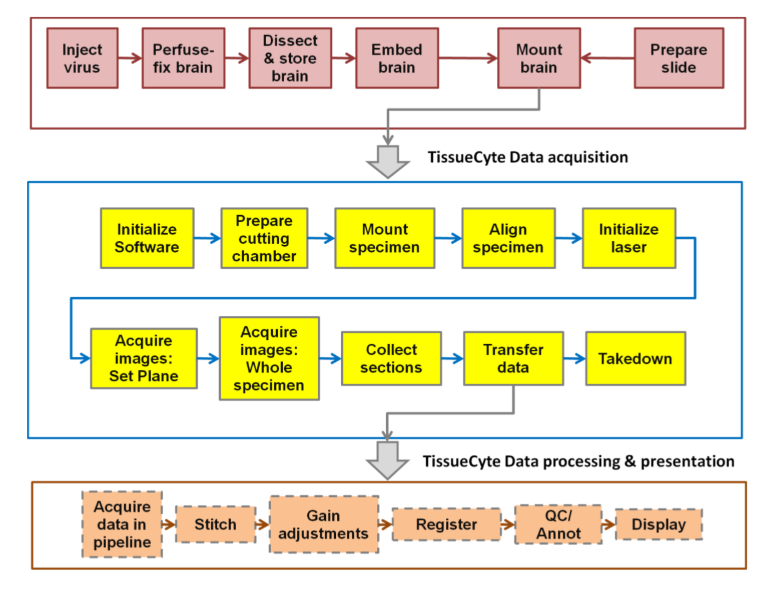 Inject
virus
Perfuse-
fix brain
Dissect
& store
brain
Embed
brain
Mount
brain
Prepare
slide
TissueCyte Data acquisition
Initialize
Software
Prepare
cutting
chamber
Mount
specimen
Align
specimen
Initialize
laser
Acquire
images:
Set Plane
Acquire
images:
Whole
specimen
Collect
sections
Transfer
data
Takedown
TissueCyte Data processing & presentation
Acquire
data in
pipeline
Stitch
Gain
adjustments
Register
QC/
Annot
Display